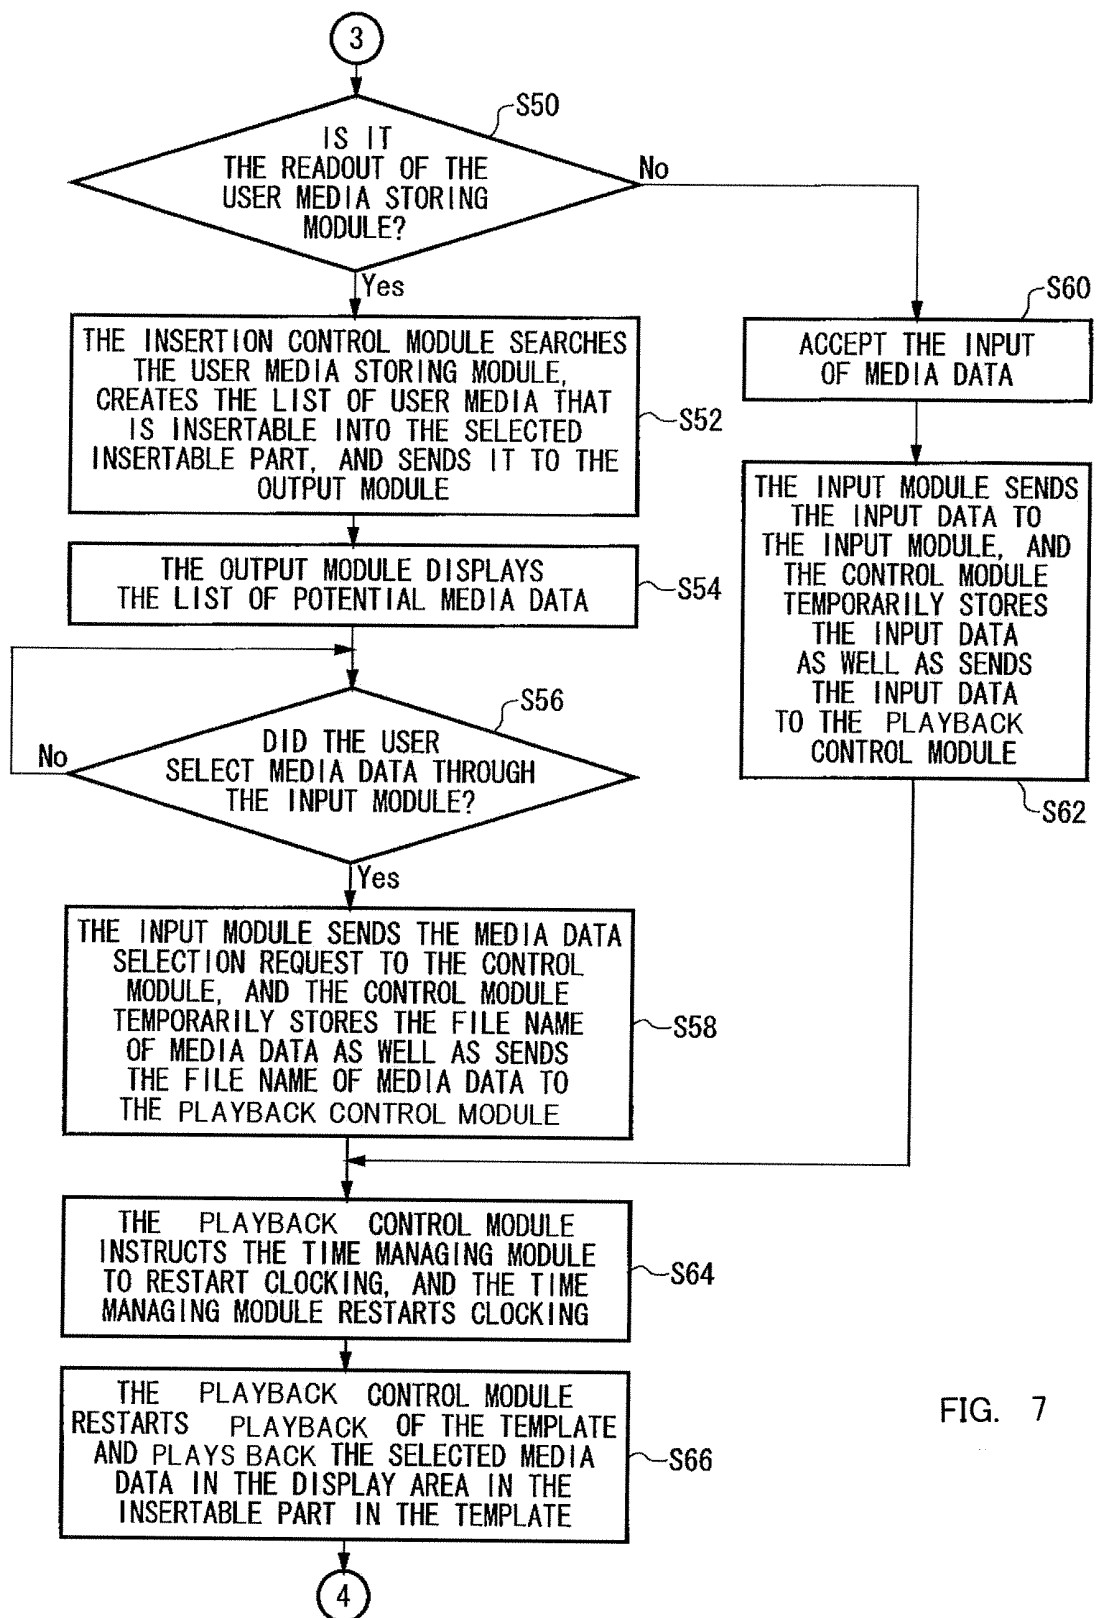 3
S50
IS IT
THE READOUT OF THE
USER MEDIA STORING
MODULE?
No
Yes
THE INSERTION CONTROL MODULE SEARCHES
THE USER MEDIA STORING MODULE,
CREATES THE LIST OF USER MEDIA THAT
IS INSERTABLE INTO THE SELECTED
INSERTABLE PART, AND SENDS IT TO THE
OUTPUT MODULE
S52
THE OUTPUT MODULE DISPLAYS
THE LIST OF POTENTIAL MEDIA DATA
S54
S56
DID THE USER
SELECT MEDIA DATA THROUGH
THE INPUT MODULE?
No
Yes
THE INPUT MODULE SENDS THE MEDIA DATA
SELECTION REQUEST TO THE CONTROL
MODULE, AND THE CONTROL MODULE
TEMPORARILY STORES THE FILE NAME
OF MEDIA DATA AS WELL AS SENDS
THE FILE NAME OF MEDIA DATA TO
THE PLAYBACK CONTROL MODULE
S58
S60
ACCEPT THE INPUT
OF MEDIA DATA
THE INPUT MODULE SENDS
THE INPUT DATA TO
THE INPUT MODULE, AND
THE CONTROL MODULE
TEMPORARILY STORES
THE INPUT DATA
AS WELL AS SENDS
THE INPUT DATA
TO THE PLAYBACK
CONTROL MODULE
S62
THE PLAYBACK CONTROL MODULE
INSTRUCTS THE TIME MANAGING MODULE
TO RESTART CLOCKING, AND THE TIME
MANAGING MODULE RESTARTS CLOCKING
S64
THE PLAYBACK CONTROL MODULE
RESTARTS PLAYBACK OF THE TEMPLATE
AND PLAYS BACK THE SELECTED MEDIA
DATA IN THE DISPLAY AREA IN THE
INSERTABLE PART IN THE TEMPLATE
S66
4
FIG. 7